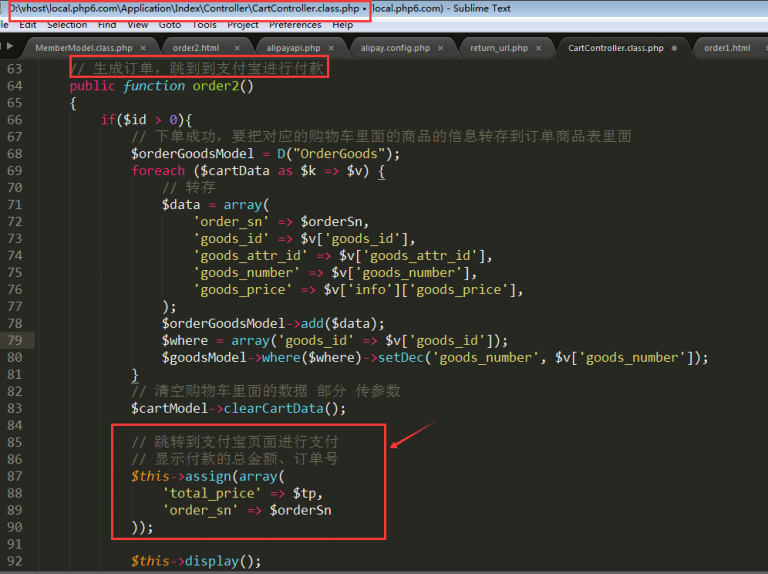 D:\vhost\local.php6.com\Application\Index\Controller\CartController.class.php • (local.php6.com) - Sublime Text
Edit Selection Find View Goto Tools Project Preferences Help
MemberModel.class.php × order2.html × alipayapi.php × alipay.config.php × return_url.php × CartController.class.php order1.html
63 // 生成订单，跳到到支付宝进行付款
64 public function order2()
65 {
66 if($id > 0){
67 // 下单成功，要把对应的购物车里面的商品的信息转存到订单商品表里面
68 $orderGoodsModel = D("OrderGoods");
69 foreach ($cartData as $k => $v) {
70 // 转存
71 $data = array(
72 'order_sn' => $orderSn,
73 'goods_id' => $v['goods_id'],
74 'goods_attr_id' => $v['goods_attr_id'],
75 'goods_number' => $v['goods_number'],
76 'goods_price' => $v['info']['goods_price'],
77 );
78 $orderGoodsModel->add($data);
79 $where = array('goods_id' => $v['goods_id']);
80 $goodsModel->where($where)->setDec('goods_number', $v['goods_number']);
81 }
82 // 清空购物车里面的数据 部分 传参数
83 $cartModel->clearCartData();
84
85 // 跳转到支付宝页面进行支付
86 // 显示付款的总金额、订单号
87 $this->assign(array(
88 'total_price' => $tp,
89 'order_sn' => $orderSn
90 ));
91
92 $this->display();